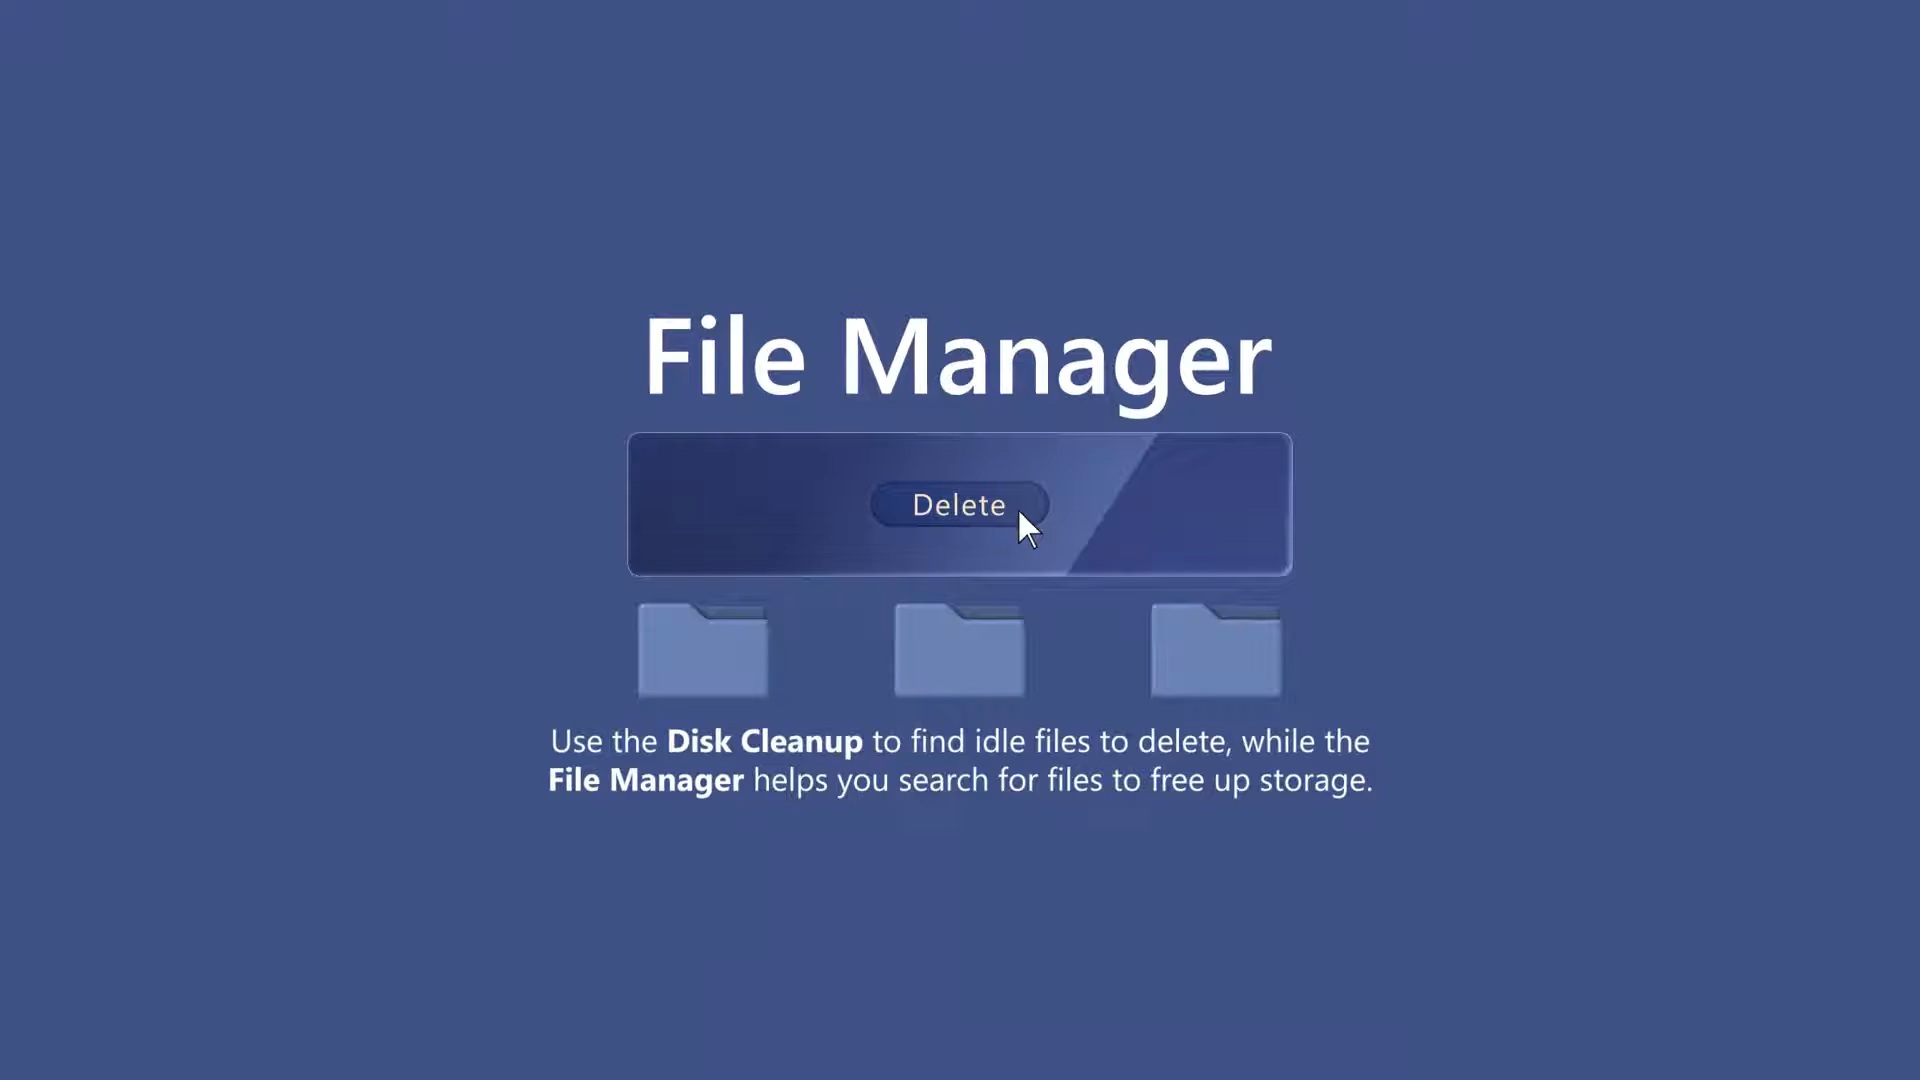 File Manager
Delete
Use the Disk Cleanup to find idle files to delete, while the
File Manager helps you search for files to free up storage.